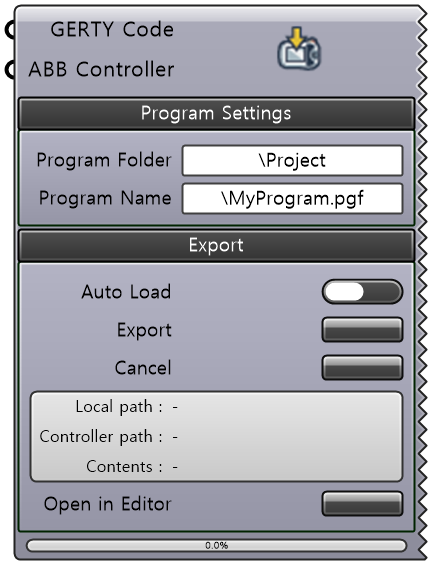 GERTY Code
ABB Controller
Program Settings
Program Folder \Project
Program Name \MyProgram.pgf
Export
Auto Load
Export
Cancel
Local path : -
Controller path : -
Contents : -
Open in Editor
0.0%